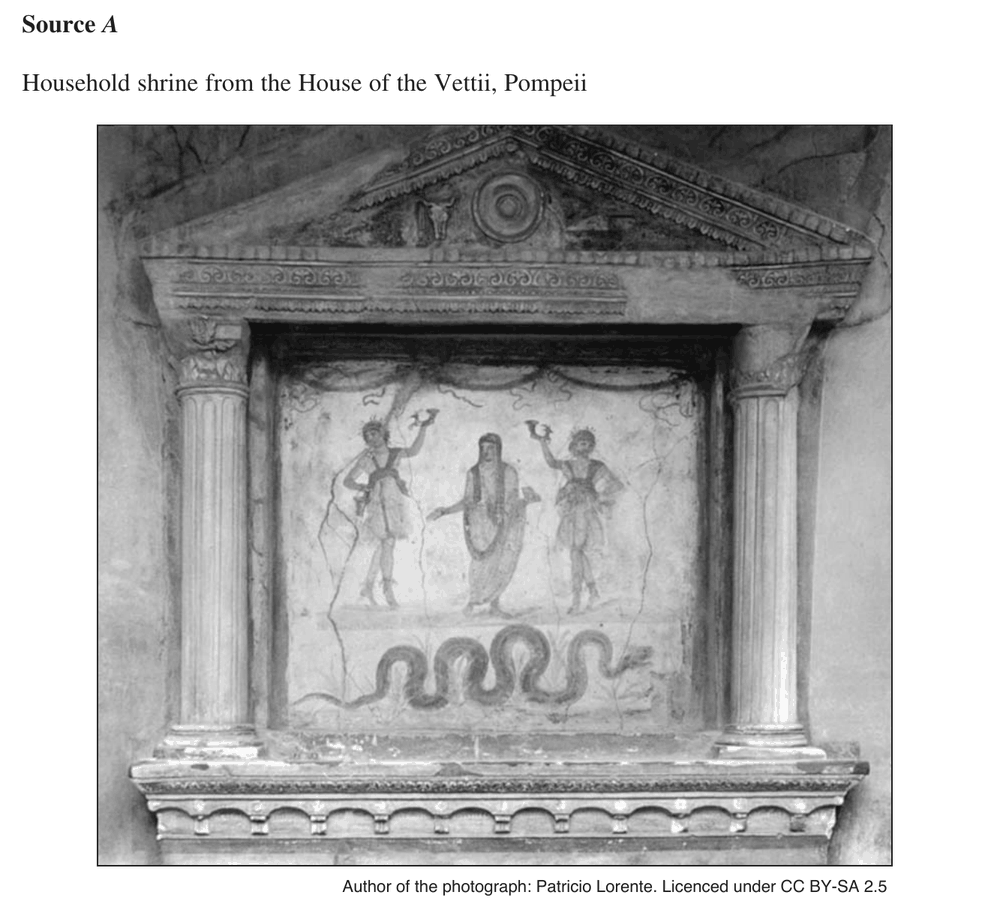 Source A
Household shrine from the House of the Vettii, Pompeii
Author of the photograph: Patricio Lorente. Licenced under CC BY-SA 2.5